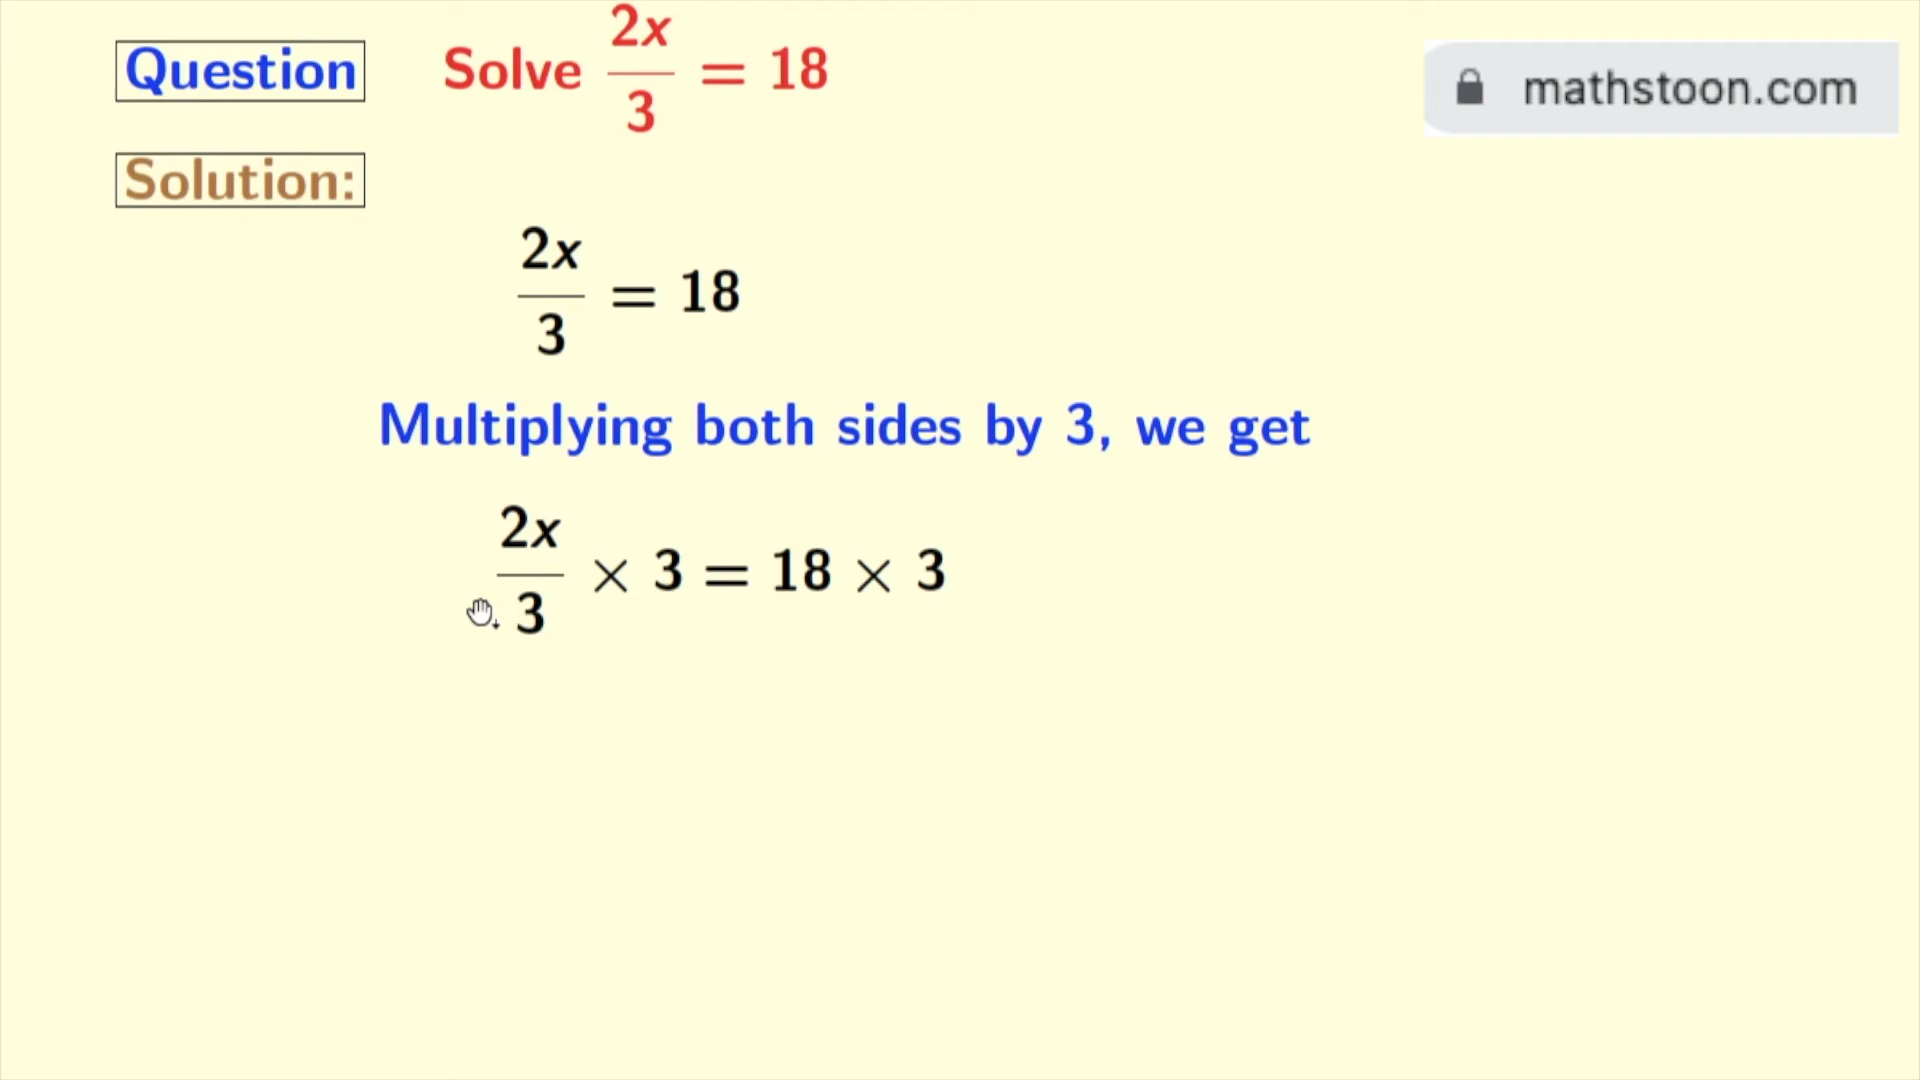 Question Solve 2x/3 = 18
mathstoon.com
Solution:
2x/3 = 18
Multiplying both sides by 3, we get
2x/3 × 3 = 18 × 3